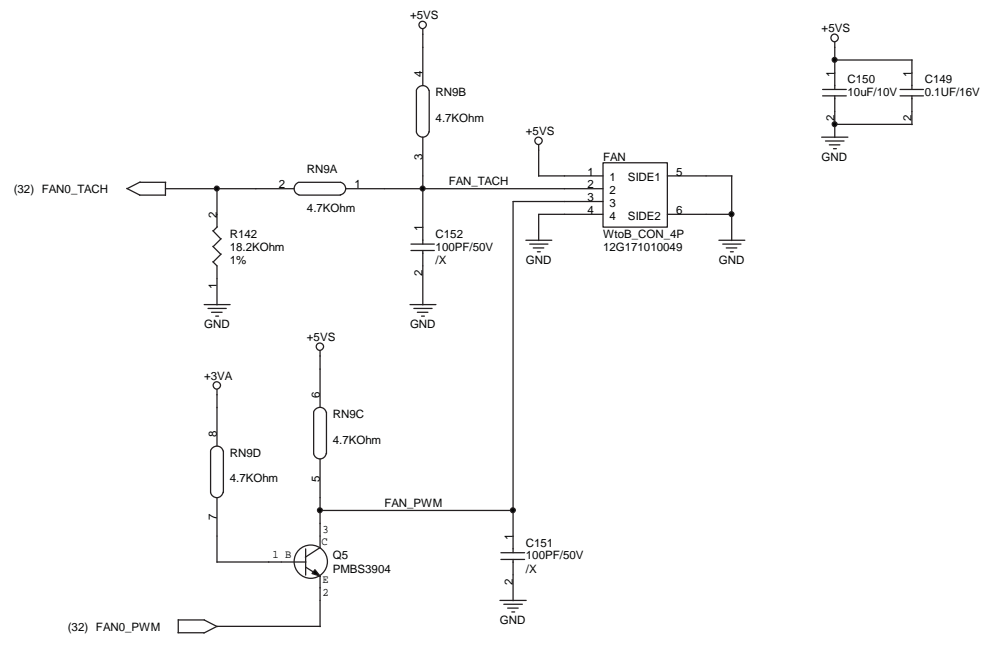 +5VS
4
RN9B
4.7KOhm
3
+5VS
1
C150
10uF/10V
2
1
C149
0.1UF/16V
2
GND
+5VS
FAN
1 1 SIDE1 5
2 2
3 3
4 4 SIDE2 6
WtoB_CON_4P
12G171010049
GND
GND
(32) FAN0_TACH
RN9A
2 1
4.7KOhm
FAN_TACH
2
R142
18.2KOhm
1%
1
GND
1
C152
100PF/50V
/X
2
GND
+5VS
6
RN9C
4.7KOhm
5
+3VA
8
RN9D
4.7KOhm
7
FAN_PWM
3
C
1 B
Q5
PMBS3904
E
2
1
C151
100PF/50V
/X
2
GND
(32) FAN0_PWM